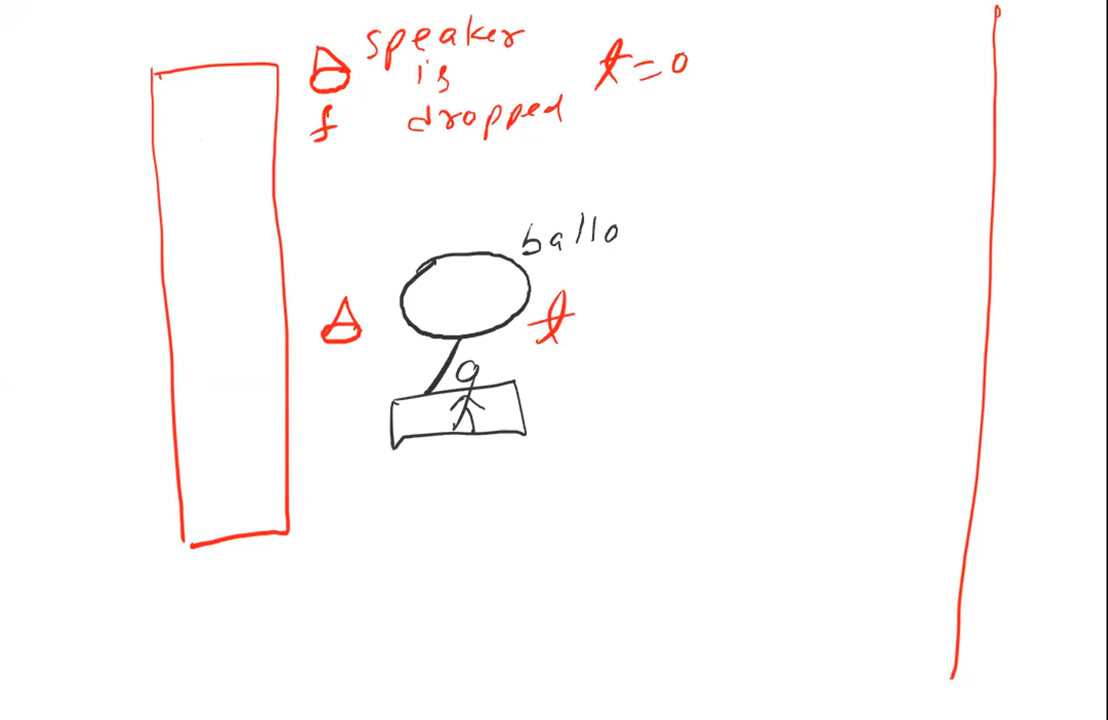 speaker
is t=0
f dropped
ballo
t